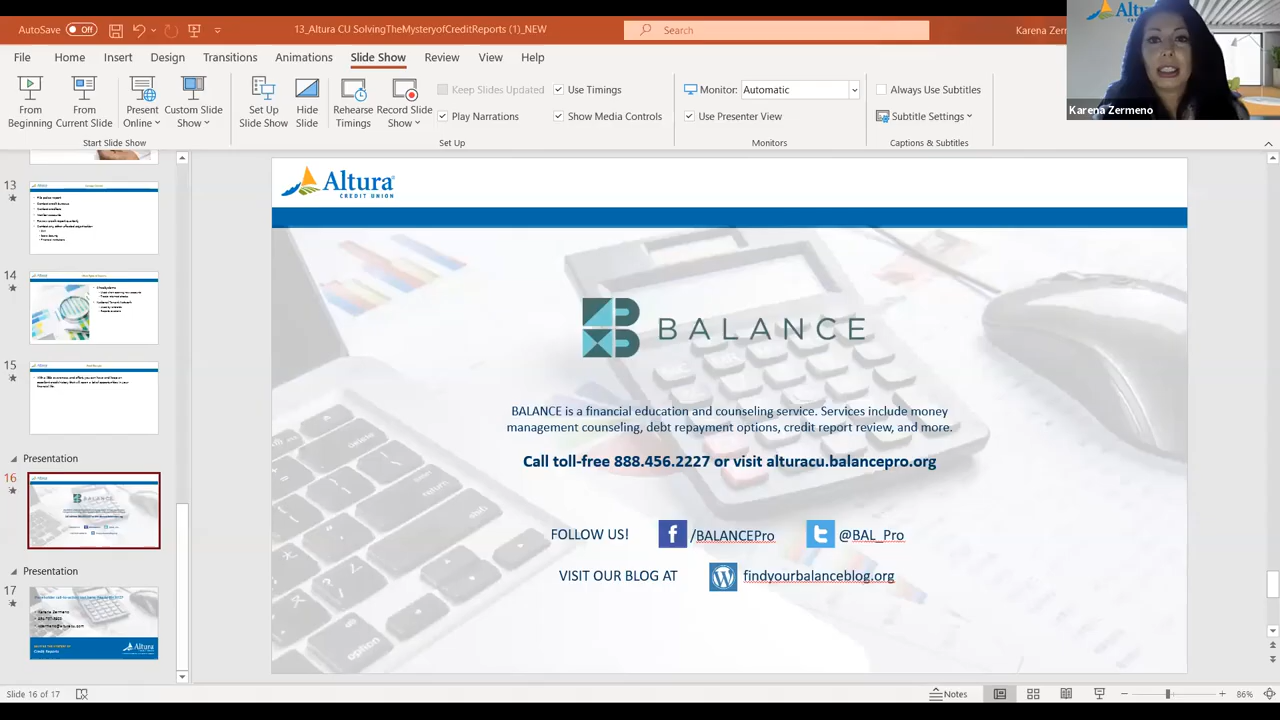 AutoSave Off
13_Altura CU SolvingTheMysteryofCreditReports (1)_NEW
Search
Karena Zerm
File Home Insert Design Transitions Animations Slide Show Review View Help
From Beginning
From Current Slide
Present Online
Custom Slide Show
Start Slide Show
Set Up Slide Show
Hide Slide
Rehearse Timings
Record Slide Show
Keep Slides Updated
Use Timings
Play Narrations
Show Media Controls
Set Up
Monitor: Automatic
Use Presenter View
Monitors
Always Use Subtitles
Subtitle Settings
Captions & Subtitles
Karena Zermeno
13
14
15
Presentation
16
Presentation
17
Karena Zermeno
Credit Reports
Altura
Altura
CREDIT UNION
BALANCE
BALANCE is a financial education and counseling service. Services include money
management counseling, debt repayment options, credit report review, and more.
Call toll-free 888.456.2227 or visit alturacu.balancepro.org
FOLLOW US! /BALANCEPro @BAL_Pro
VISIT OUR BLOG AT findyourbalanceblog.org
Slide 16 of 17
Notes
86%